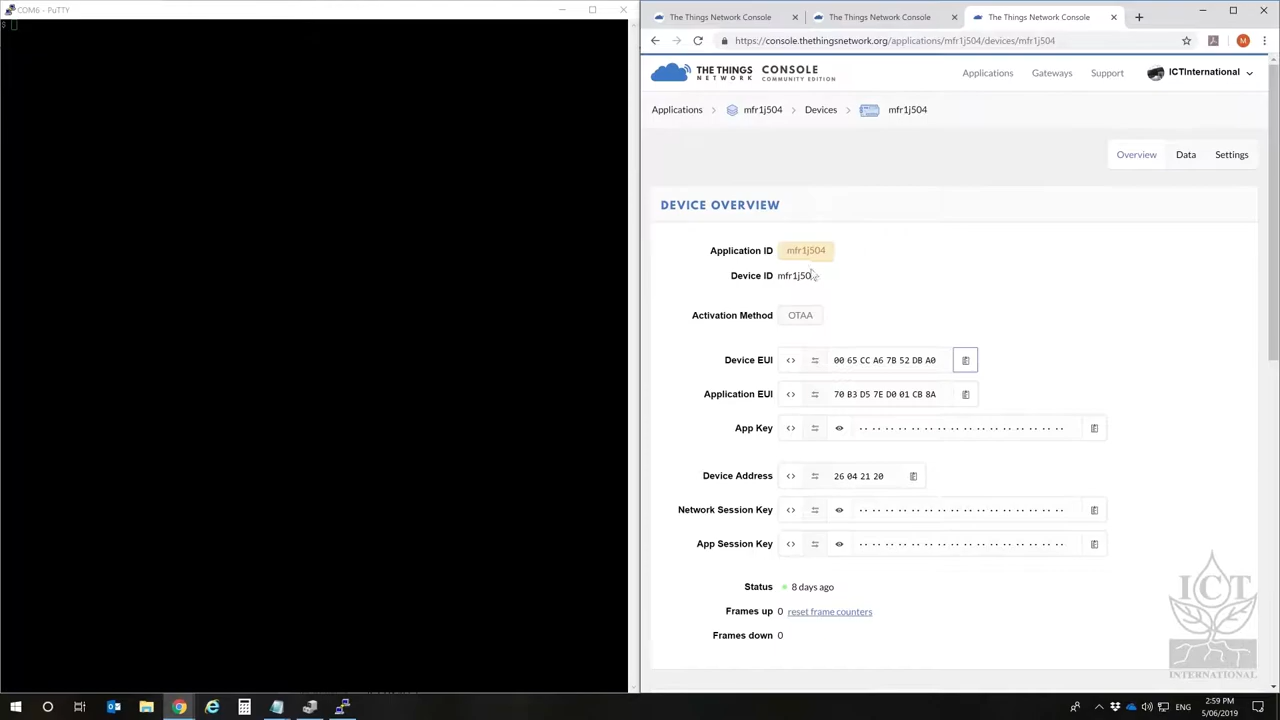 COM6 - PuTTY
$
The Things Network Console
The Things Network Console
The Things Network Console
https://console.thethingsnetwork.org/applications/mfr1j504/devices/mfr1j504
M
THE THINGS NETWORK
CONSOLE
COMMUNITY EDITION
Applications
Gateways
Support
ICTInternational
Applications > mfr1j504 > Devices > mfr1j504
Overview
Data
Settings
DEVICE OVERVIEW
Application ID mfr1j504
Device ID mfr1j50
Activation Method OTAA
Device EUI <> 00 65 CC A6 7B 52 DB A0
Application EUI <> 70 B3 D5 7E D0 01 CB 8A
App Key <>
Device Address <> 26 04 21 20
Network Session Key <>
App Session Key <>
Status 8 days ago
Frames up 0 reset frame counters
Frames down 0
ICT
INTERNATIONAL
ENG
2:59 PM
5/06/2019